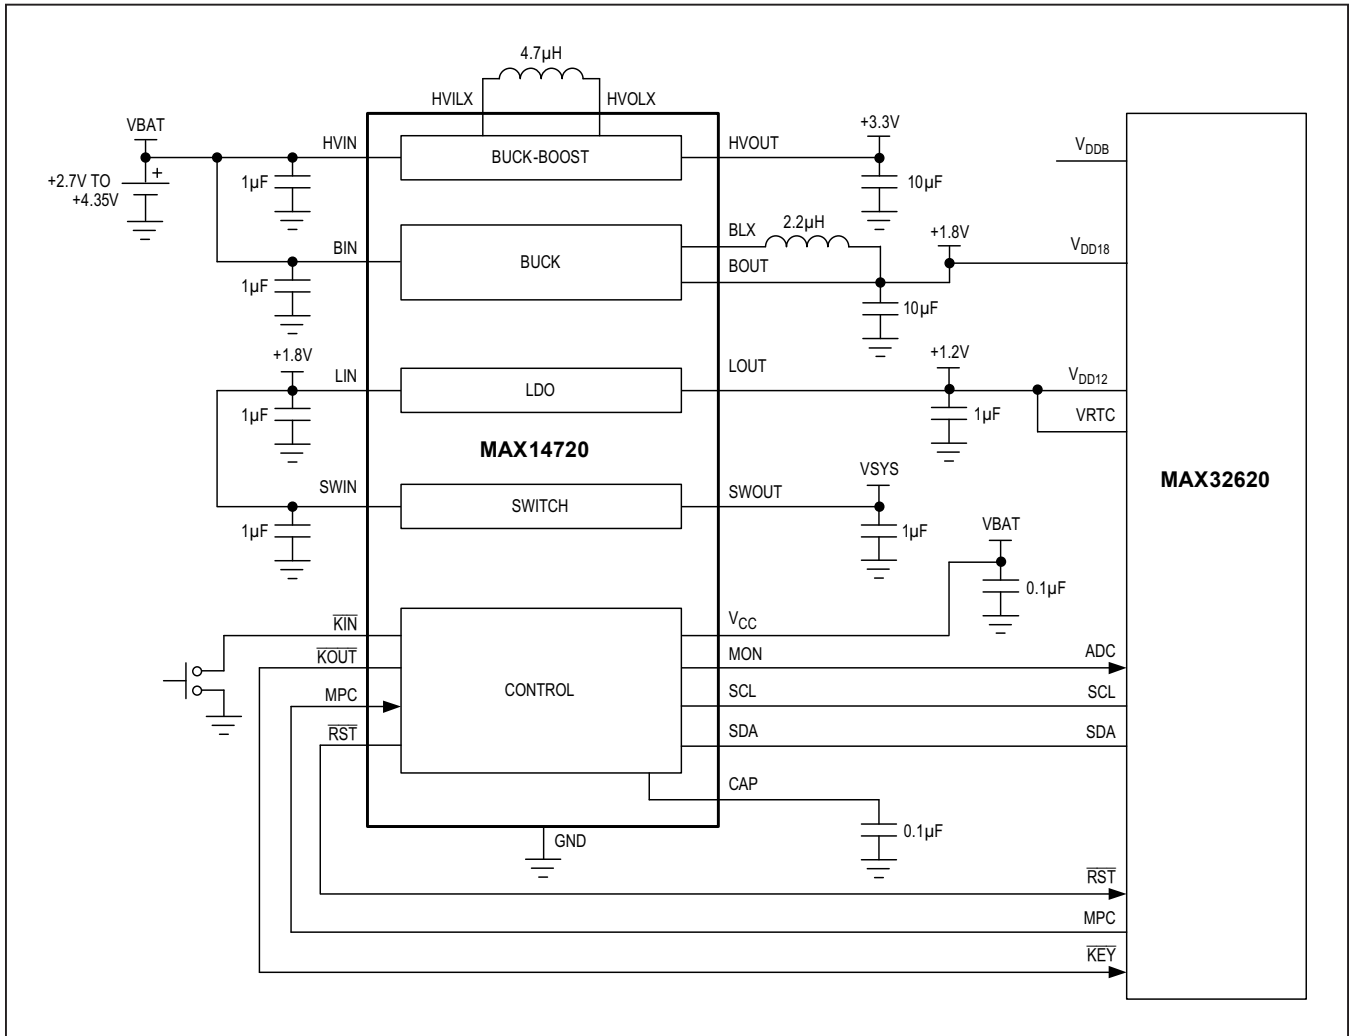 4.7µH
HVILX
HVOLX
VBAT
HVIN
BUCK-BOOST
HVOUT
+3.3V
VDDB
+
+2.7V TO
+4.35V
1µF
10µF
BLX
2.2µH
+1.8V
VDD18
BIN
BUCK
BOUT
1µF
10µF
+1.8V
LIN
LDO
LOUT
+1.2V
VDD12
1µF
1µF
VRTC
MAX14720
MAX32620
SWIN
SWITCH
SWOUT
VSYS
1µF
1µF
VBAT
0.1µF
KIN
VCC
KOUT
MON
ADC
MPC
CONTROL
SCL
SCL
RST
SDA
SDA
CAP
0.1µF
GND
RST
MPC
KEY